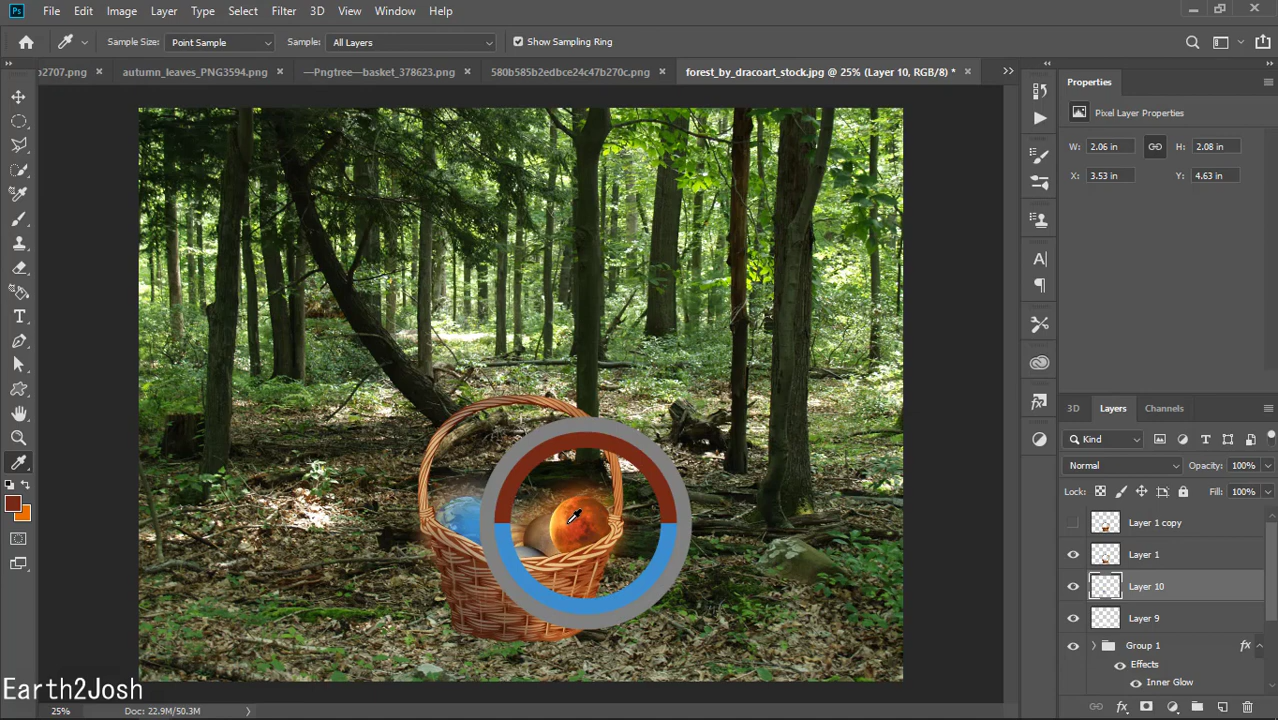 Ps File Edit Image Layer Type Select Filter 3D View Window Help
Sample Size: Point Sample Sample: All Layers Show Sampling Ring
b2707.png × autumn_leaves_PNG3594.png × —Pngtree—basket_378623.png × 580b585b2edbce24c47b270c.png × forest_by_dracoart_stock.jpg @ 25% (Layer 10, RGB/8) * ×
Properties
Pixel Layer Properties
W: 2.06 in H: 2.08 in
X: 3.53 in Y: 4.63 in
3D Layers Channels
Kind
Normal Opacity: 100%
Lock: Fill: 100%
Layer 1 copy
Layer 1
Layer 10
Layer 9
Group 1 fx
Effects
Inner Glow
Earth2Josh
25% Doc: 22.9M/50.3M